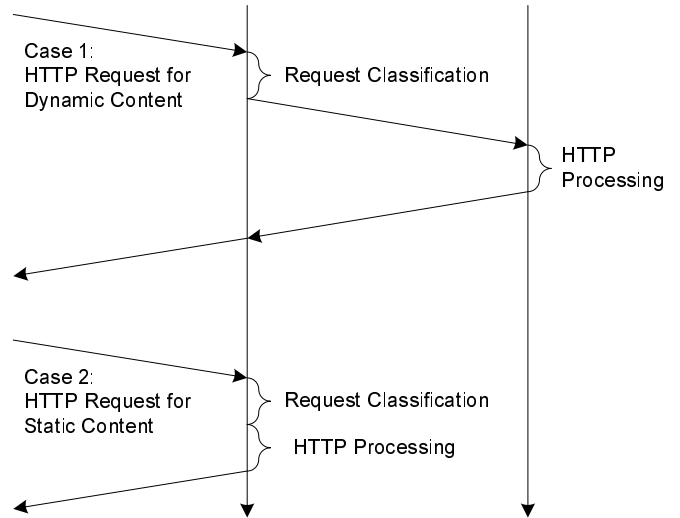 Case 1:
HTTP Request for
Dynamic Content
Request Classification
HTTP
Processing
Case 2:
HTTP Request for
Static Content
Request Classification
HTTP Processing